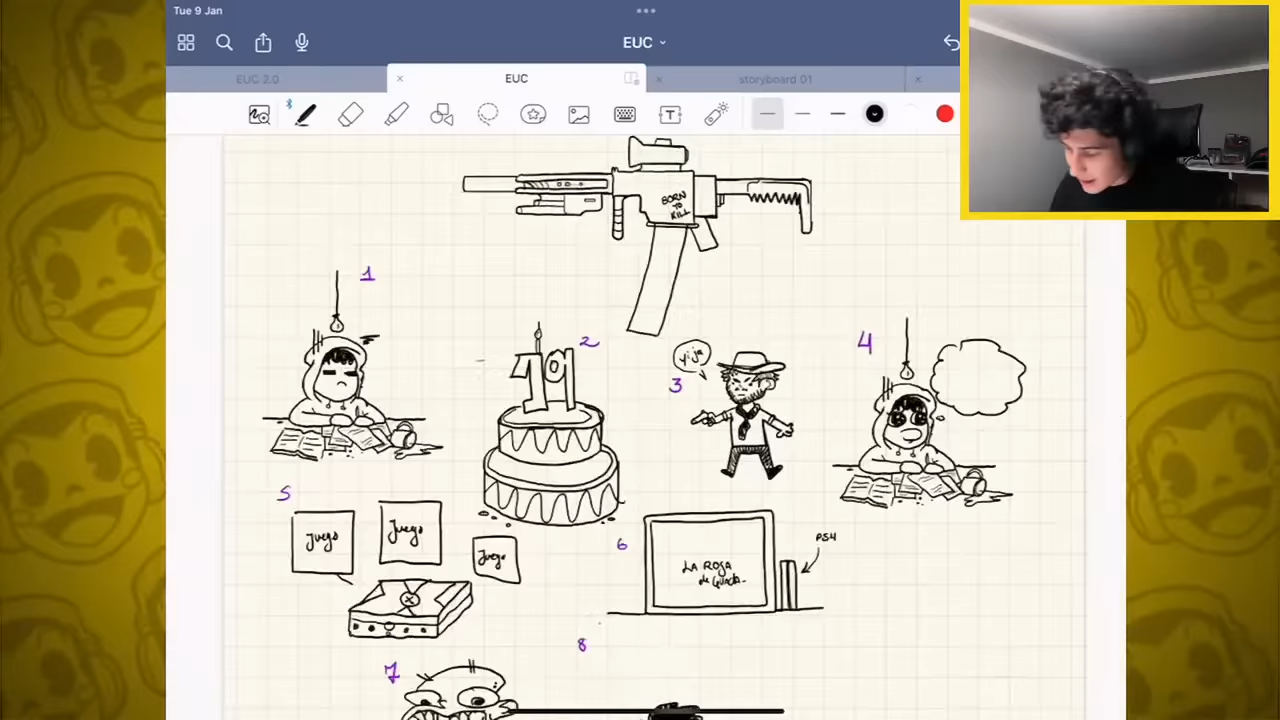 Tue 9 Jan
EUC
EUC 2.0
EUC
storyboard 01
T
BORN
TO
KILL
1
19
2
yija
3
4
5
Juego
Juego
Juego
6
LA ROSA
de Guada-
PS4
8
7